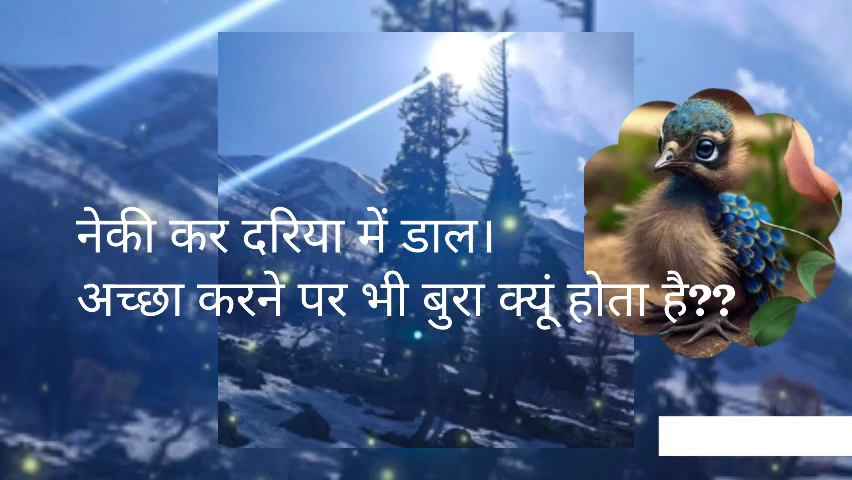 नेकी कर दरिया में डाल।
अच्छा करने पर भी बुरा क्यूं होता है??